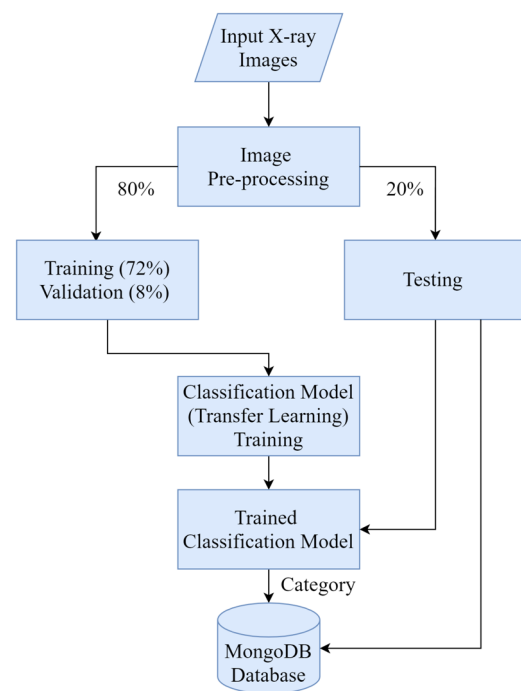 Input X-ray
Images
Image
Pre-processing
80%
20%
Training (72%)
Validation (8%)
Testing
Classification Model
(Transfer Learning)
Training
Trained
Classification Model
Category
MongoDB
Database